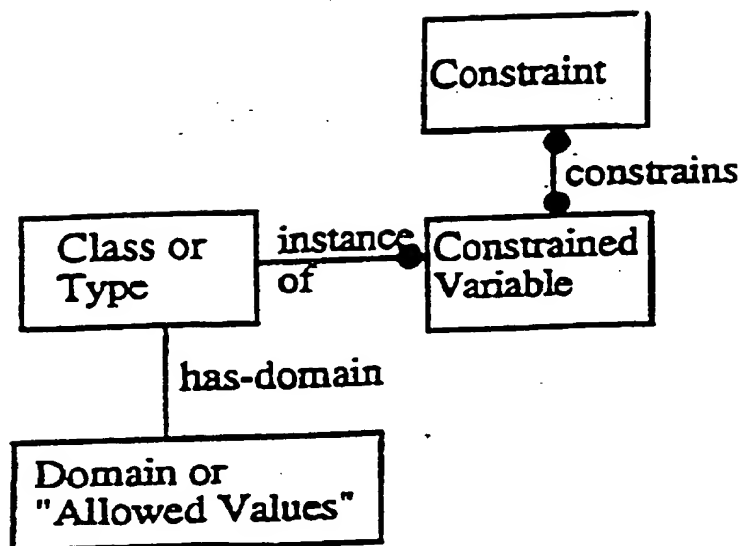 Constraint
constrains
Class or
Type
instance
of
Constrained
Variable
has-domain
Domain or
"Allowed Values"